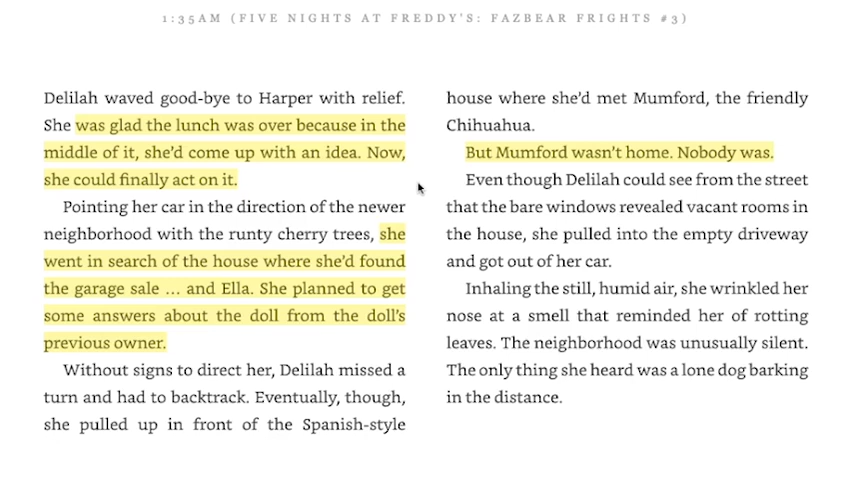 1:35AM (FIVE NIGHTS AT FREDDY'S: FAZBEAR FRIGHTS #3)
Delilah waved good-bye to Harper with relief.
She was glad the lunch was over because in the
middle of it, she'd come up with an idea. Now,
she could finally act on it.
Pointing her car in the direction of the newer
neighborhood with the runty cherry trees, she
went in search of the house where she'd found
the garage sale ... and Ella. She planned to get
some answers about the doll from the doll's
previous owner.
Without signs to direct her, Delilah missed a
turn and had to backtrack. Eventually, though,
she pulled up in front of the Spanish-style
house where she'd met Mumford, the friendly
Chihuahua.
But Mumford wasn't home. Nobody was.
Even though Delilah could see from the street
that the bare windows revealed vacant rooms in
the house, she pulled into the empty driveway
and got out of her car.
Inhaling the still, humid air, she wrinkled her
nose at a smell that reminded her of rotting
leaves. The neighborhood was unusually silent.
The only thing she heard was a lone dog barking
in the distance.